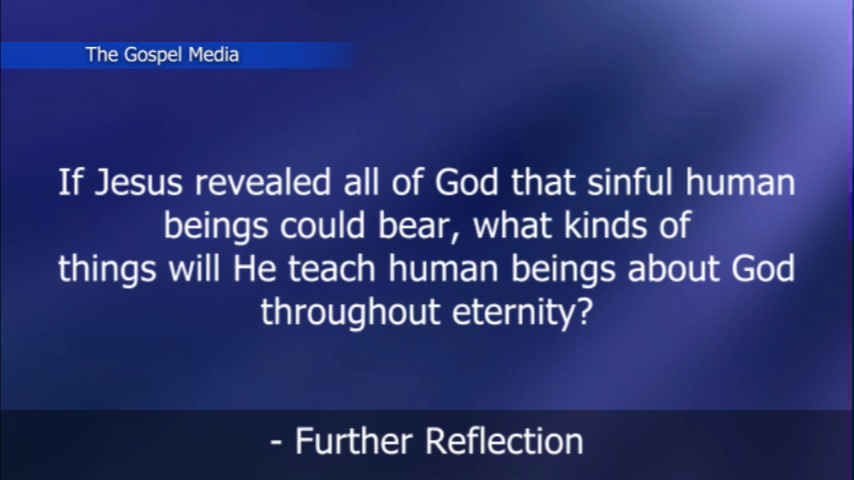 The Gospel Media
If Jesus revealed all of God that sinful human
beings could bear, what kinds of
things will He teach human beings about God
throughout eternity?
- Further Reflection